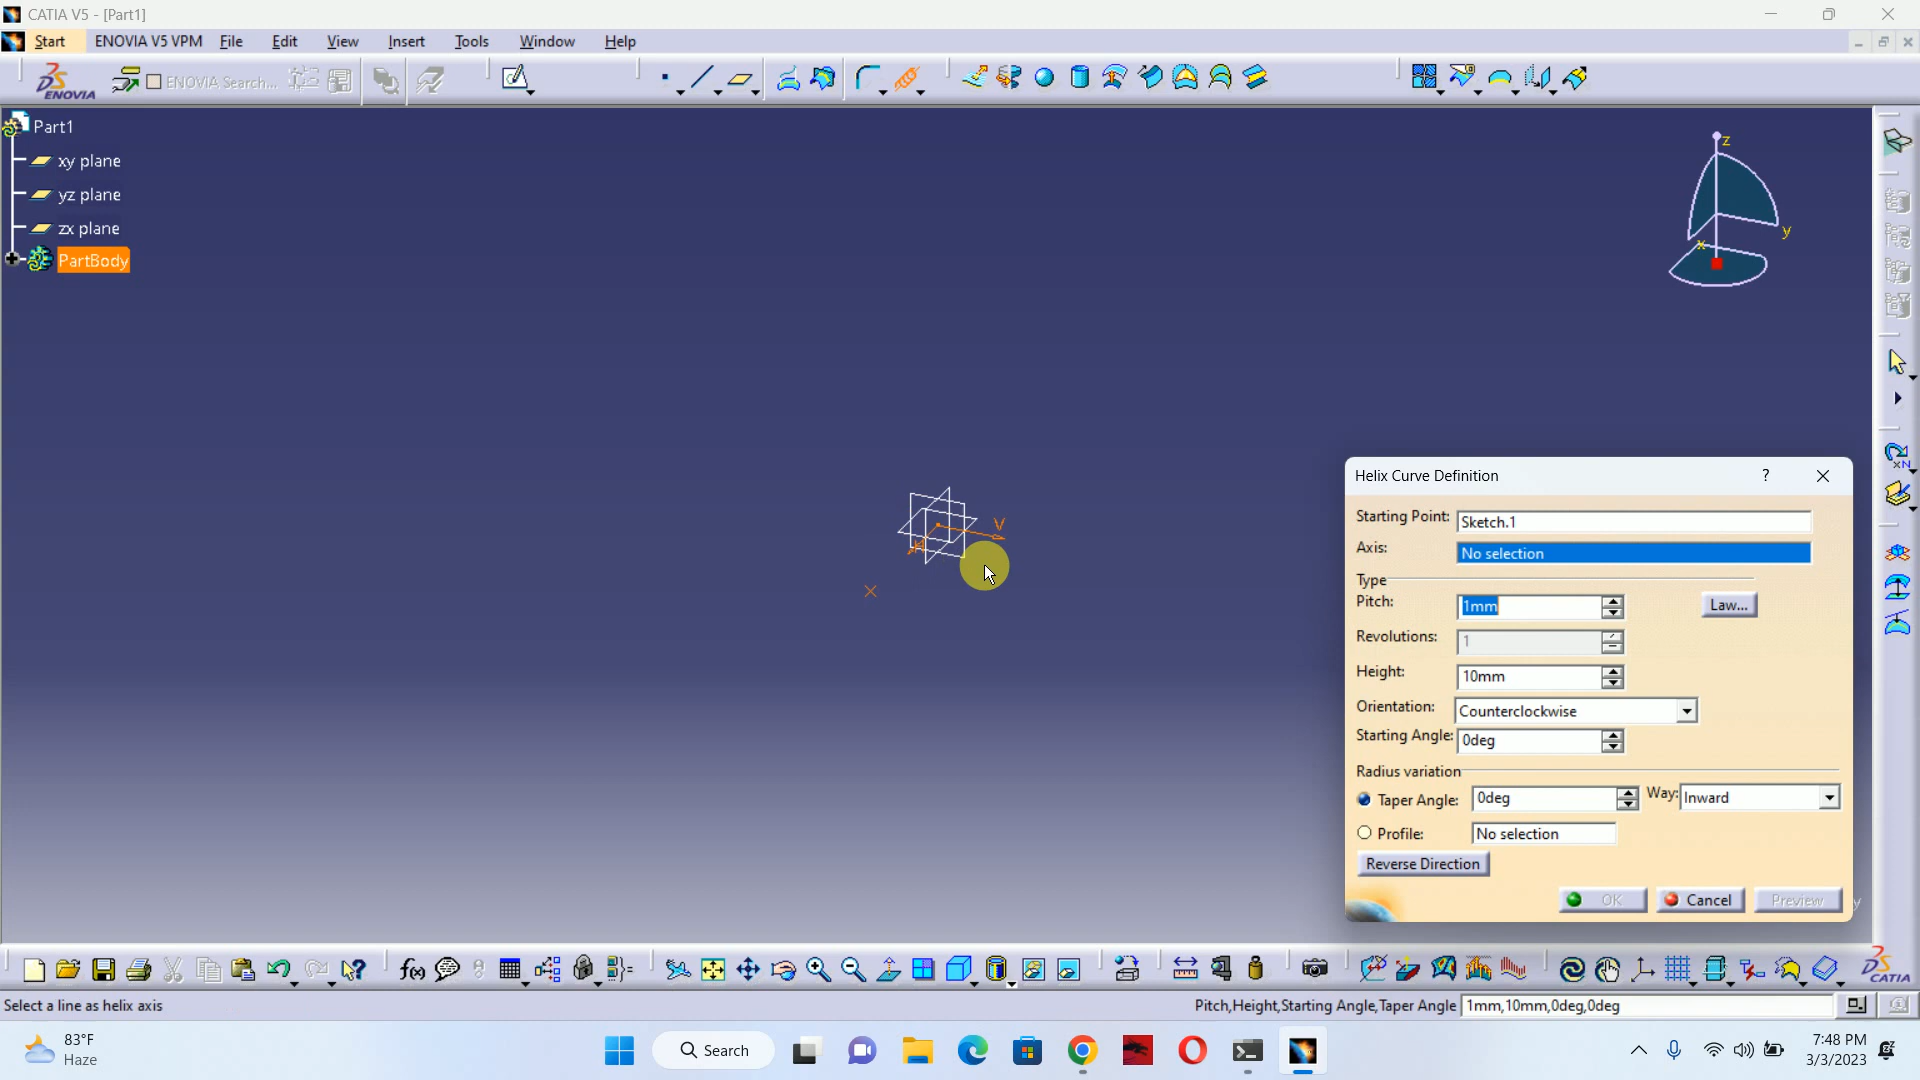 CATIA V5 - [Part1]
Start ENOVIA V5 VPM File Edit View Insert Tools Window Help
ENOVIA ENOVIA Search...
Part1
xy plane
yz plane
zx plane
PartBody
z
y
x
V
H
Helix Curve Definition ?
Starting Point: Sketch.1
Axis: No selection
Type
Pitch: 1mm Law...
Revolutions: 1
Height: 10mm
Orientation: Counterclockwise
Starting Angle: 0deg
Radius variation
Taper Angle: 0deg Way: Inward
Profile: No selection
Reverse Direction
OK Cancel Preview
y
f(x)
CATIA
Select a line as helix axis
Pitch,Height,Starting Angle,Taper Angle 1mm,10mm,0deg,0deg
83°F
Haze
Search
7:48 PM
3/3/2023